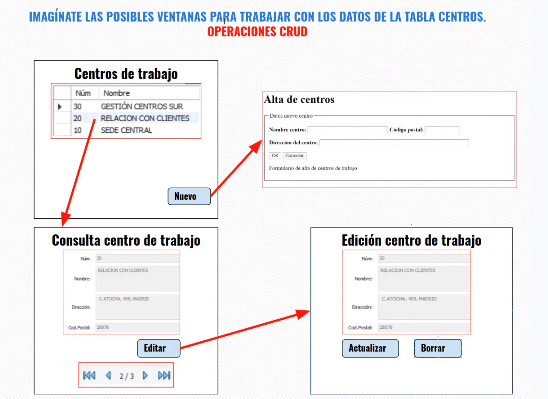 IMAGÍNATE LAS POSIBLES VENTANAS PARA TRABAJAR CON LOS DATOS DE LA TABLA CENTROS.
OPERACIONES CRUD
Centros de trabajo
Núm Nombre
30 GESTIÓN CENTROS SUR
20 RELACION CON CLIENTES
10 SEDE CENTRAL
Nuevo
Alta de centros
Datos nuevo centro
Nombre centro: Código postal:
Dirección del centro:
OK Cancelar
Formulario de alta de centros de trabajo
Consulta centro de trabajo
Núm: 20
RELACION CON CLIENTES
Nombre:
C. ATOCHA, 405, MADRID
Dirección:
Cod.Postal:
Editar
2 / 3
Edición centro de trabajo
Núm: 20
RELACION CON CLIENTES
Nombre:
C. ATOCHA, 405, MADRID
Dirección:
Cod.Postal:
Actualizar Borrar